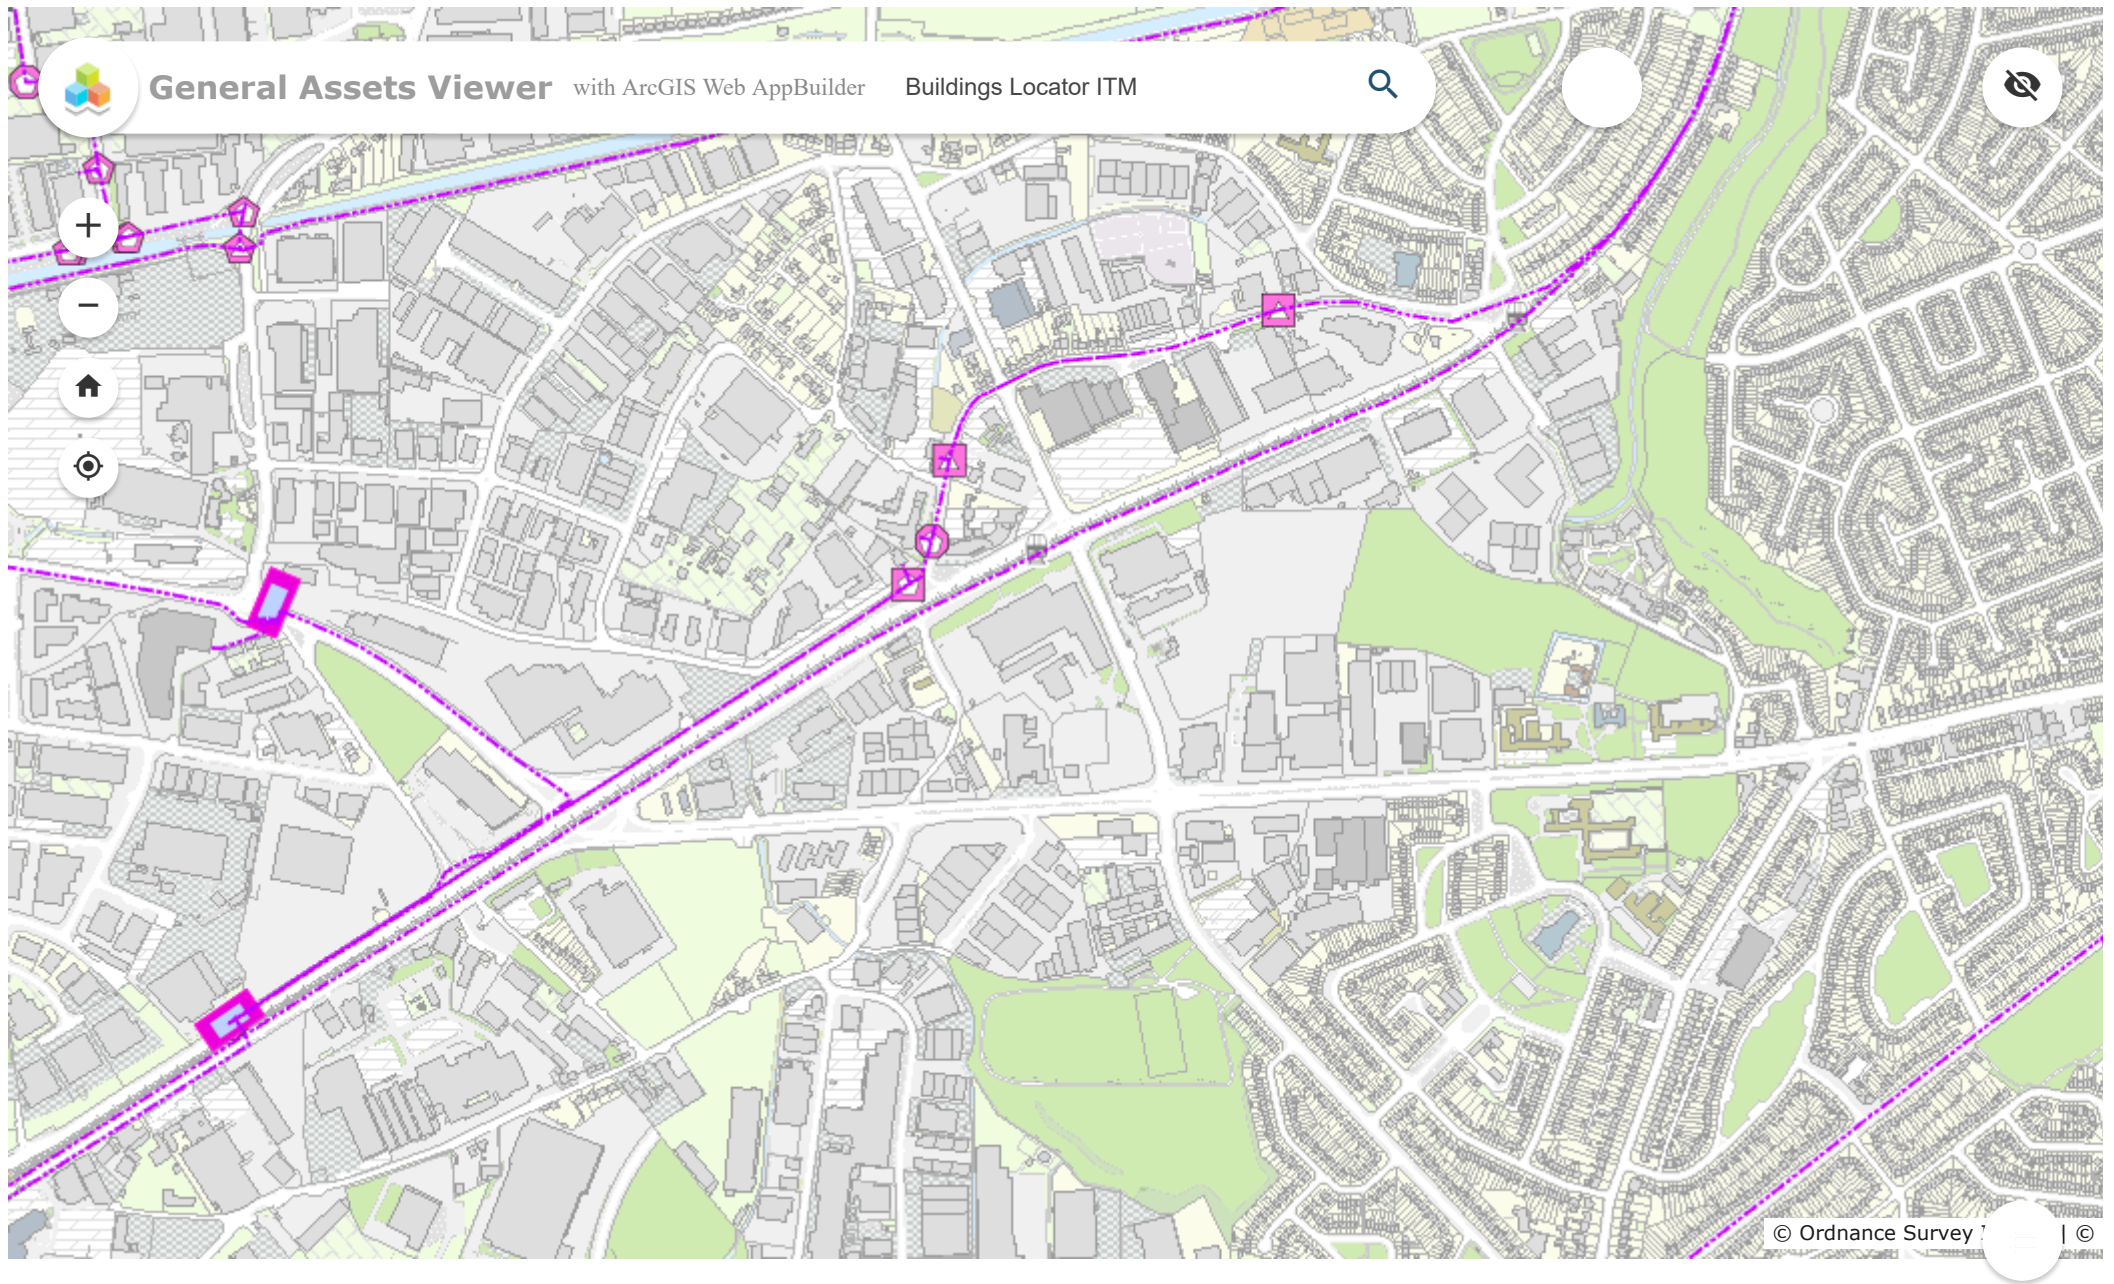 General Assets Viewer with ArcGIS Web AppBuilder Buildings Locator ITM
© Ordnance Survey | ©